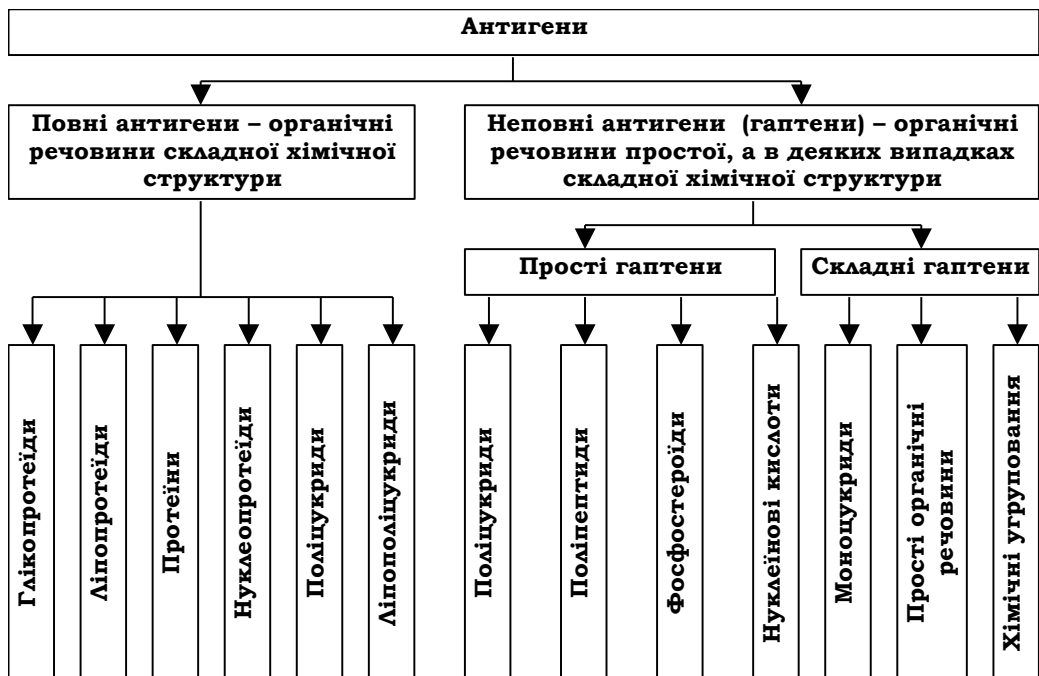 Антигени
Повні антигени – органічні
речовини складної хімічної
структури
Неповні антигени (гаптени) – органічні
речовини простої, а в деяких випадках
складної хімічної структури
Прості гаптени
Складні гаптени
Глікопротеїди
Ліпопротеїди
Протеїни
Нуклеопротеїди
Поліцукриди
Ліпополіцукриди
Поліцукриди
Поліпептиди
Фосфостероїди
Нуклеїнові кислоти
Моноцукриди
Прості органічні
речовини
Хімічні угруповання